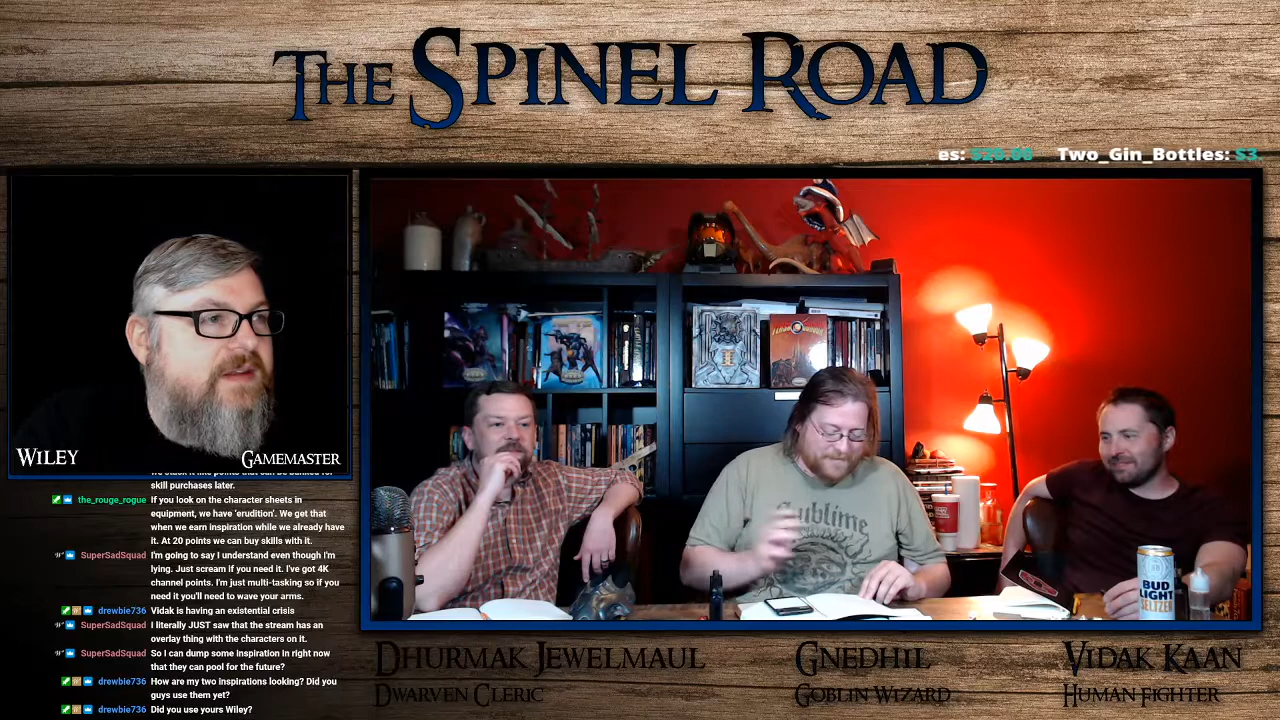 The Spinel Road
es: $20.00 Two_Gin_Bottles: $3
Wiley
Gamemaster
skill purchases later.
the_rouge_rogue If you look on the character sheets in
equipment, we have 'erudition'. We get that
when we earn inspiration while we already have
it. At 20 points we can buy skills with it.
SuperSadSquad I'm going to say I understand even though I'm
lying. Just scream if you need it. I've got 4K
channel points. I'm just multi-tasking so if you
need it you'll need to wave your arms.
drewbie736 Vidak is having an existential crisis
SuperSadSquad I literally JUST saw that the stream has an
overlay thing with the characters on it.
SuperSadSquad So I can dump some inspiration in right now
that they can pool for the future?
drewbie736 How are my two inspirations looking? Did you
guys use them yet?
drewbie736 Did you use yours Wiley?
Sublime
BUD
LIGHT
SELTZER
Dhurmak Jewelmaul
Dwarven Cleric
Gnedhil
Goblin Wizard
Vidak Kaan
Human Fighter